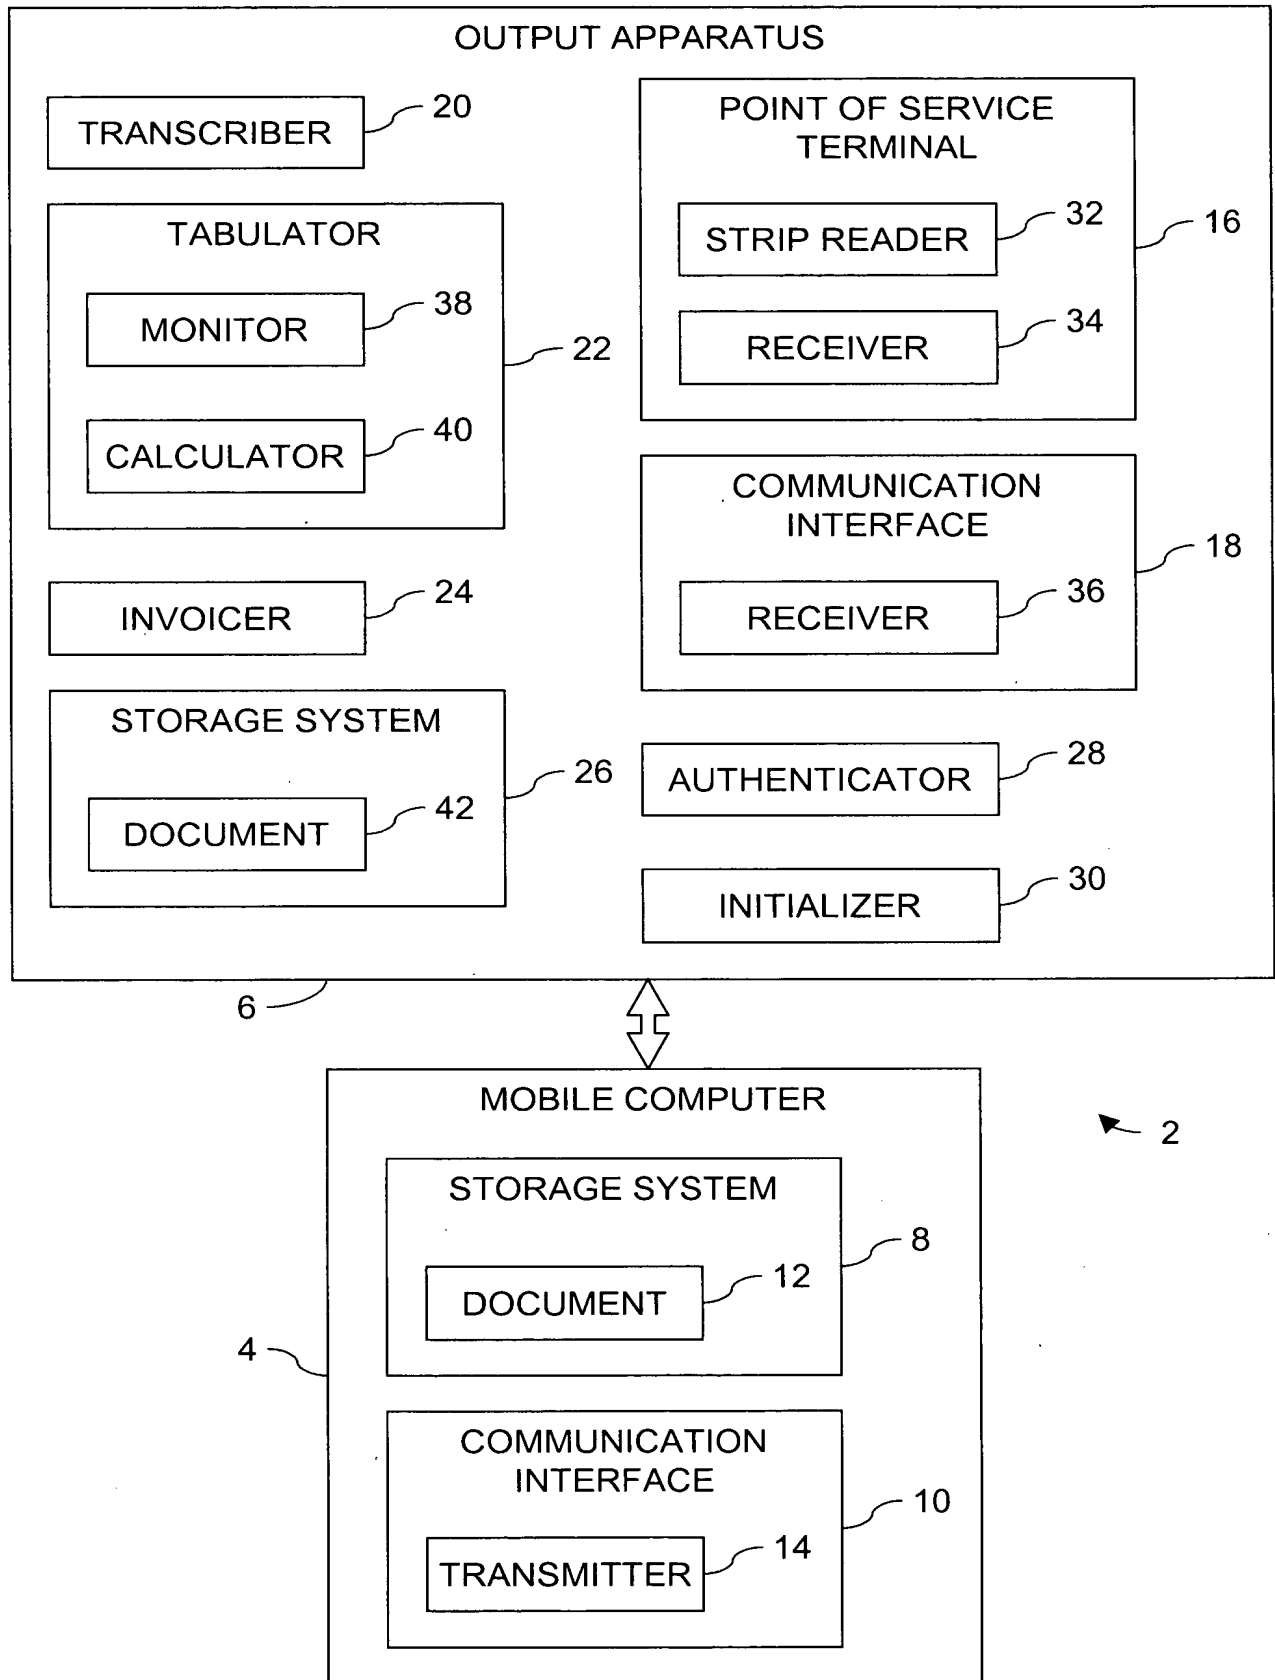 OUTPUT APPARATUS
TRANSCRIBER
20
TABULATOR
MONITOR
38
22
CALCULATOR
40
INVOICER
24
STORAGE SYSTEM
26
DOCUMENT
42
POINT OF SERVICE
TERMINAL
STRIP READER
32
16
RECEIVER
34
COMMUNICATION
INTERFACE
18
RECEIVER
36
AUTHENTICATOR
28
INITIALIZER
30
6
MOBILE COMPUTER
2
STORAGE SYSTEM
8
DOCUMENT
12
4
COMMUNICATION
INTERFACE
10
TRANSMITTER
14